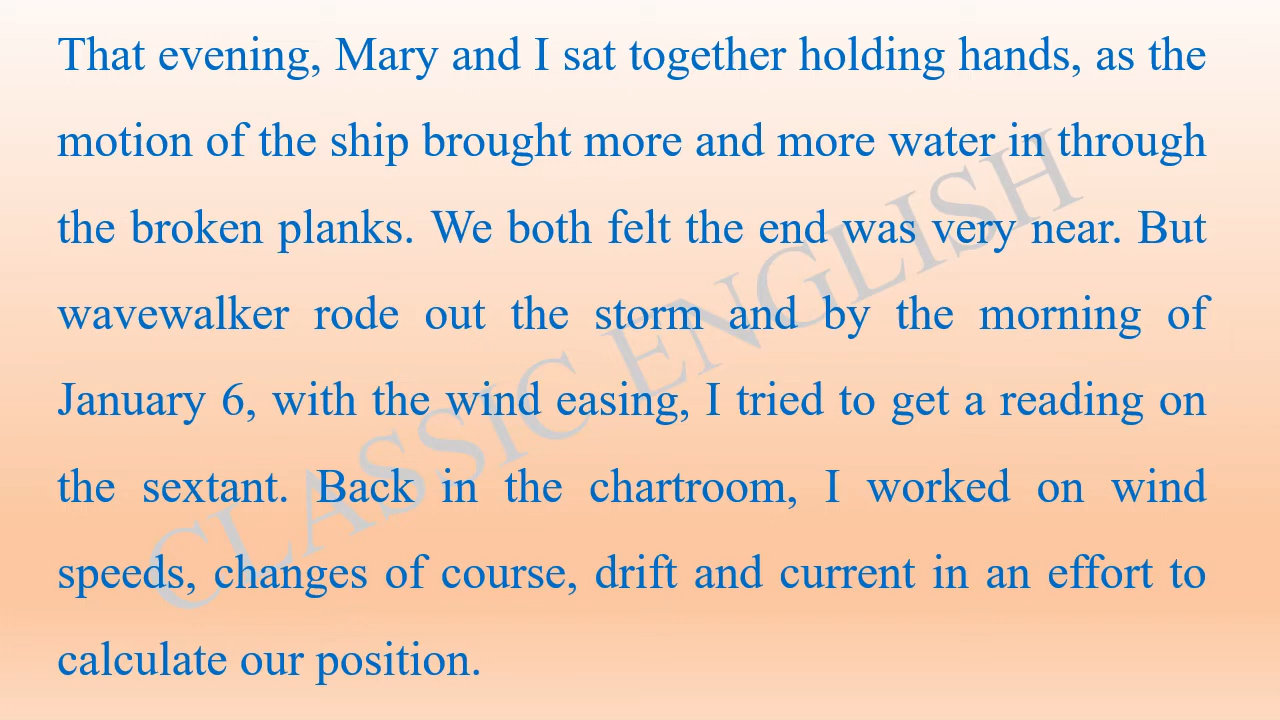 That evening, Mary and I sat together holding hands, as the
motion of the ship brought more and more water in through
the broken planks. We both felt the end was very near. But
wavewalker rode out the storm and by the morning of
January 6, with the wind easing, I tried to get a reading on
the sextant. Back in the chartroom, I worked on wind
speeds, changes of course, drift and current in an effort to
calculate our position.
CLASSIC ENGLISH